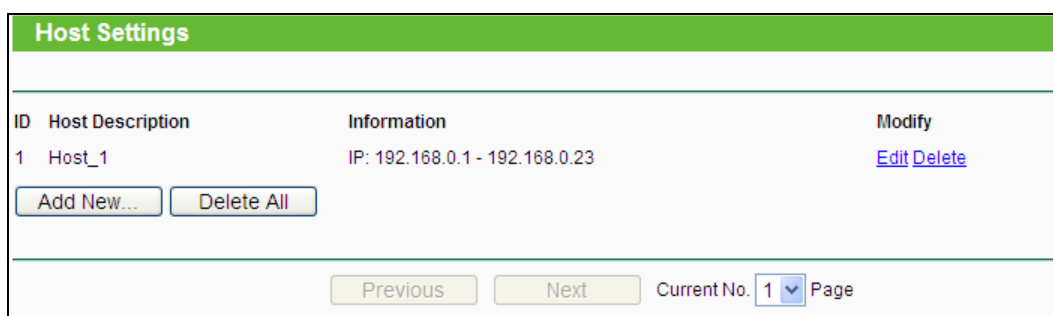 Host Settings
ID Host Description Information Modify
1 Host_1 IP: 192.168.0.1 - 192.168.0.23 Edit Delete
Add New... Delete All
Previous Next Current No. 1 Page